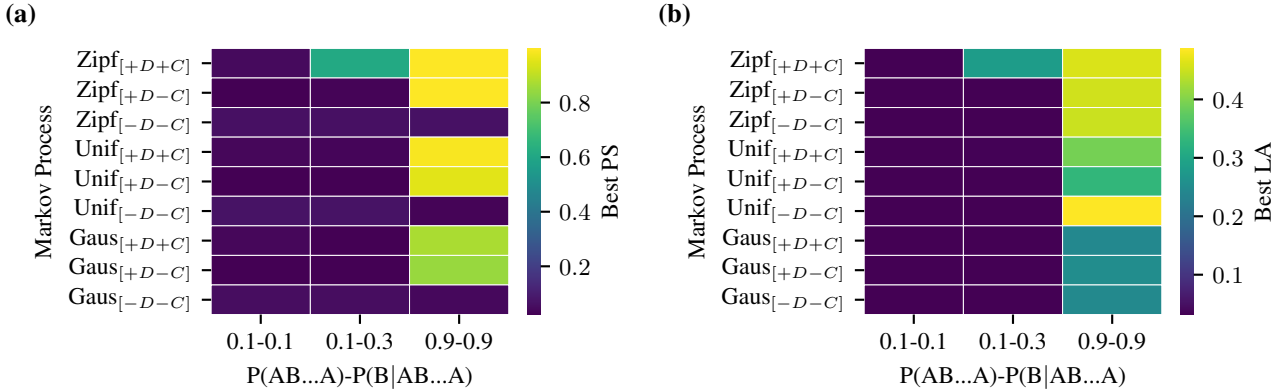 (a)
Markov Process
Zipf[+D+C]
Zipf[+D−C]
Zipf[−D−C]
Unif[+D+C]
Unif[+D−C]
Unif[−D−C]
Gaus[+D+C]
Gaus[+D−C]
Gaus[−D−C]
0.1-0.1 0.1-0.3 0.9-0.9
P(AB...A)-P(B|AB...A)
0.8
0.6
0.4
0.2
Best PS
(b)
Markov Process
Zipf[+D+C]
Zipf[+D−C]
Zipf[−D−C]
Unif[+D+C]
Unif[+D−C]
Unif[−D−C]
Gaus[+D+C]
Gaus[+D−C]
Gaus[−D−C]
0.1-0.1 0.1-0.3 0.9-0.9
P(AB...A)-P(B|AB...A)
0.4
0.3
0.2
0.1
Best LA